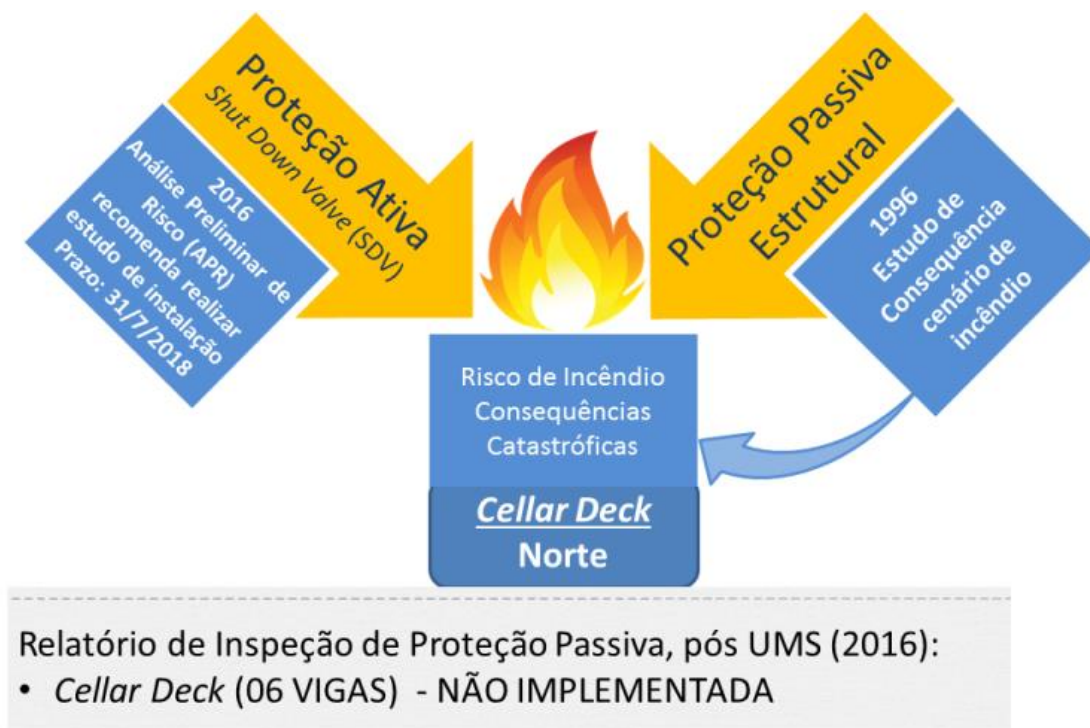 Proteção Ativa
Shut Down Valve (SDV)
2016
Análise Preliminar de
Risco (APR)
recomenda realizar
estudo de instalação
Prazo: 31/7/2018
Proteção Passiva
Estrutural
1996
Estudo de
Consequência
cenário de
incêndio
Risco de Incêndio
Consequências
Catastróficas
Cellar Deck
Norte
Relatório de Inspeção de Proteção Passiva, pós UMS (2016):
• Cellar Deck (06 VIGAS) - NÃO IMPLEMENTADA